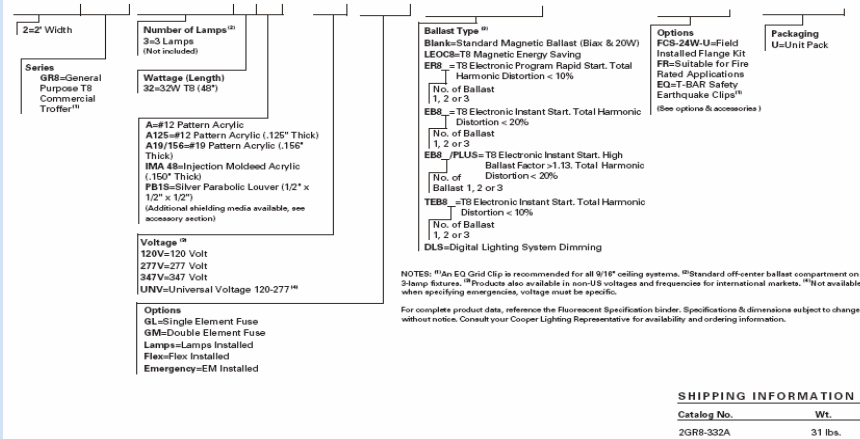 2=2' Width
Series
GR8=General
Purpose T8
Commercial
Troffer(1)
Number of Lamps(2)
3=3 Lamps
(Not included)
Wattage (Length)
32=32W T8 (48")
A=#12 Pattern Acrylic
A125=#12 Pattern Acrylic (.125" Thick)
A19/156=#19 Pattern Acrylic (.156"
Thick)
IMA 48=Injection Moldeed Acrylic
(.150" Thick)
PB1S=Silver Parabolic Louver (1/2" x
1/2" x 1/2")
(Additional shielding media available, see
accessory section)
Voltage (3)
120V=120 Volt
277V=277 Volt
347V=347 Volt
UNV=Universal Voltage 120-277(4)
Options
GL=Single Element Fuse
GM=Double Element Fuse
Lamps=Lamps Installed
Flex=Flex Installed
Emergency=EM Installed
Ballast Type (3)
Blank=Standard Magnetic Ballast (Biax & 20W)
LEOC8=T8 Magnetic Energy Saving
ER8_=T8 Electronic Program Rapid Start. Total
Harmonic Distortion < 10%
No. of Ballast
1, 2 or 3
EB8_=T8 Electronic Instant Start. Total Harmonic
Distortion < 20%
No. of Ballast
1, 2 or 3
EB8_/PLUS=T8 Electronic Instant Start. High
Ballast Factor >1.13. Total Harmonic
Distortion < 20%
No. of
Ballast 1, 2 or 3
TEB8_=T8 Electronic Instant Start. Total Harmonic
Distortion < 10%
No. of Ballast
1, 2 or 3
DLS=Digital Lighting System Dimming
Options
FCS-24W-U=Field
Installed Flange Kit
FR=Suitable for Fire
Rated Applications
EQ=T-BAR Safety
Earthquake Clips(1)
(See options & accessories )
Packaging
U=Unit Pack
NOTES: (1)An EQ Grid Clip is recommended for all 9/16" ceiling systems. (2)Standard off-center ballast compartment on
3-lamp fixtures. (3)Products also available in non-US voltages and frequencies for international markets. (4)Not available
when specifying emergencies, voltage must be specific.
For complete product data, reference the Fluorescent Specification binder. Specifications & dimensions subject to change
without notice. Consult your Cooper Lighting Representative for availability and ordering information.
SHIPPING INFORMATION
Catalog No. Wt.
2GR8-332A 31 lbs.